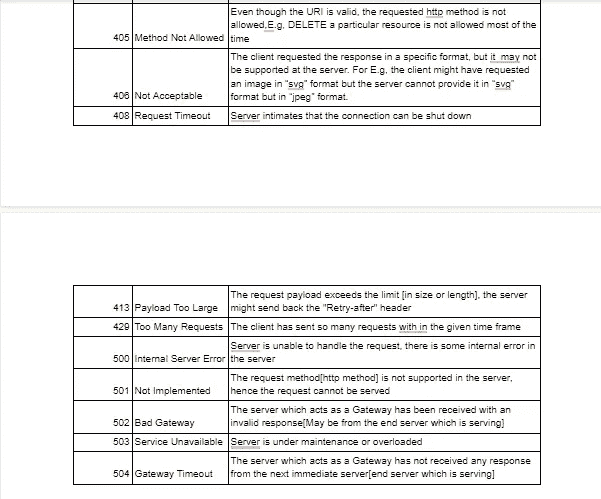 Even though the URI is valid, the requested http method is not
allowed,E.g, DELETE a particular resource is not allowed most of the
405 Method Not Allowed time
The client requested the response in a specific format, but it may not
be supported at the server. For E.g, the client might have requested
an image in "svg" format but the server cannot provide it in "svg"
406 Not Acceptable format but in "jpeg" format.
408 Request Timeout Server intimates that the connection can be shut down
The request payload exceeds the limit [in size or length], the server
413 Payload Too Large might send back the "Retry-after" header
429 Too Many Requests The client has sent so many requests with in the given time frame
Server is unable to handle the request, there is some internal error in
500 Internal Server Error the server
The request method[http method] is not supported in the server,
501 Not Implemented hence the request cannot be served
The server which acts as a Gateway has been received with an
502 Bad Gateway invalid response[May be from the end server which is serving]
503 Service Unavailable Server is under maintenance or overloaded
The server which acts as a Gateway has not received any response
504 Gateway Timeout from the next immediate server[end server which is serving]